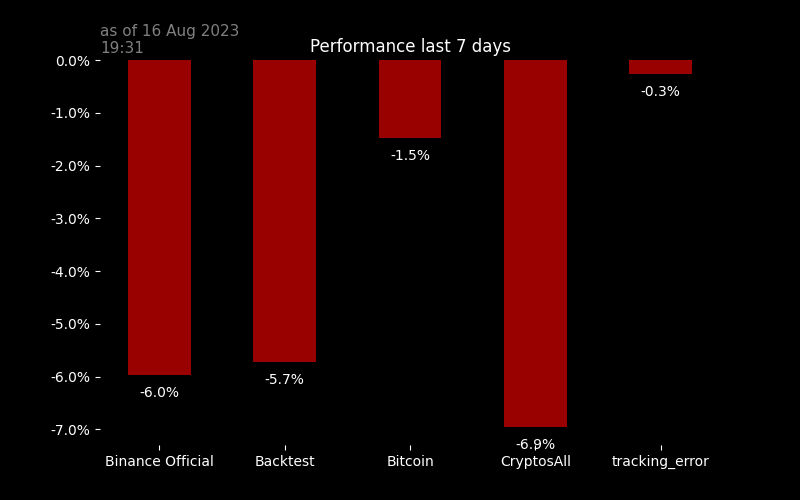 as of 16 Aug 2023
19:31
Performance last 7 days
0.0%
-1.0%
-2.0%
-3.0%
-4.0%
-5.0%
-6.0%
-7.0%
-6.0%
-5.7%
-1.5%
-6.9%
-0.3%
Binance Official
Backtest
Bitcoin
CryptosAll
tracking_error